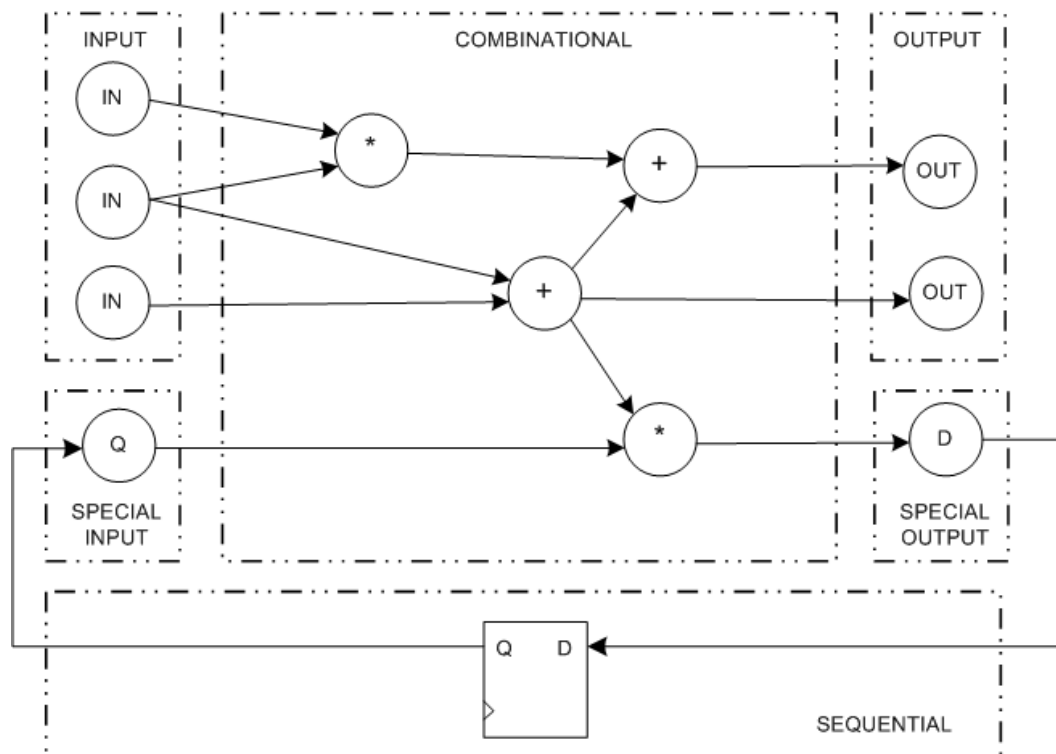 INPUT
COMBINATIONAL
OUTPUT
IN
*
+
OUT
IN
IN
+
OUT
Q
*
D
SPECIAL
INPUT
SPECIAL
OUTPUT
Q D
SEQUENTIAL